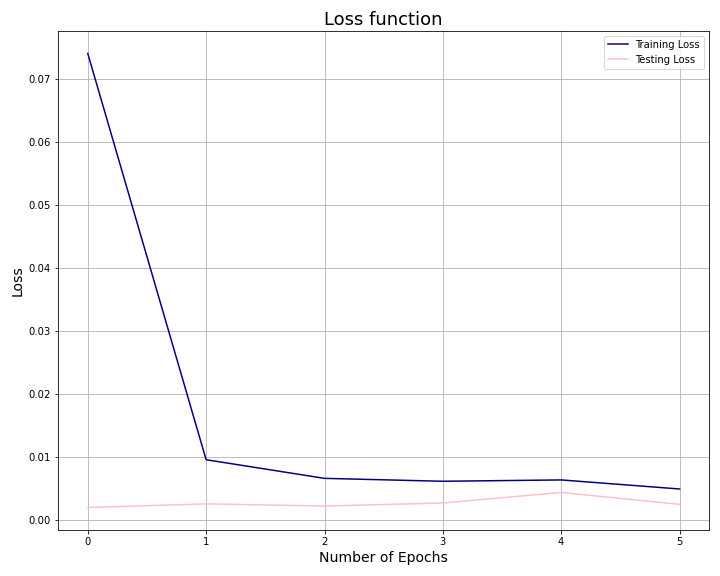 Loss function
Training Loss
Testing Loss
0.07
0.06
0.05
0.04
0.03
0.02
0.01
0.00
Loss
0 1 2 3 4 5
Number of Epochs